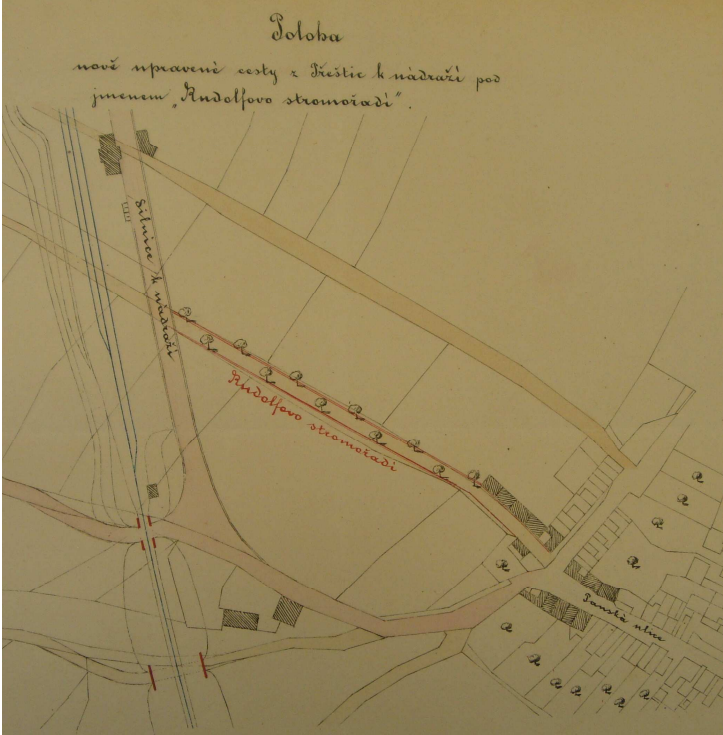 Poloha
nově upravené cesty z Přeštic k nádraží pod
jmenem „Rudolfovo stromořadí“.
Silnice k nádraží
Rudolfovo stromořadí
Panská ulice